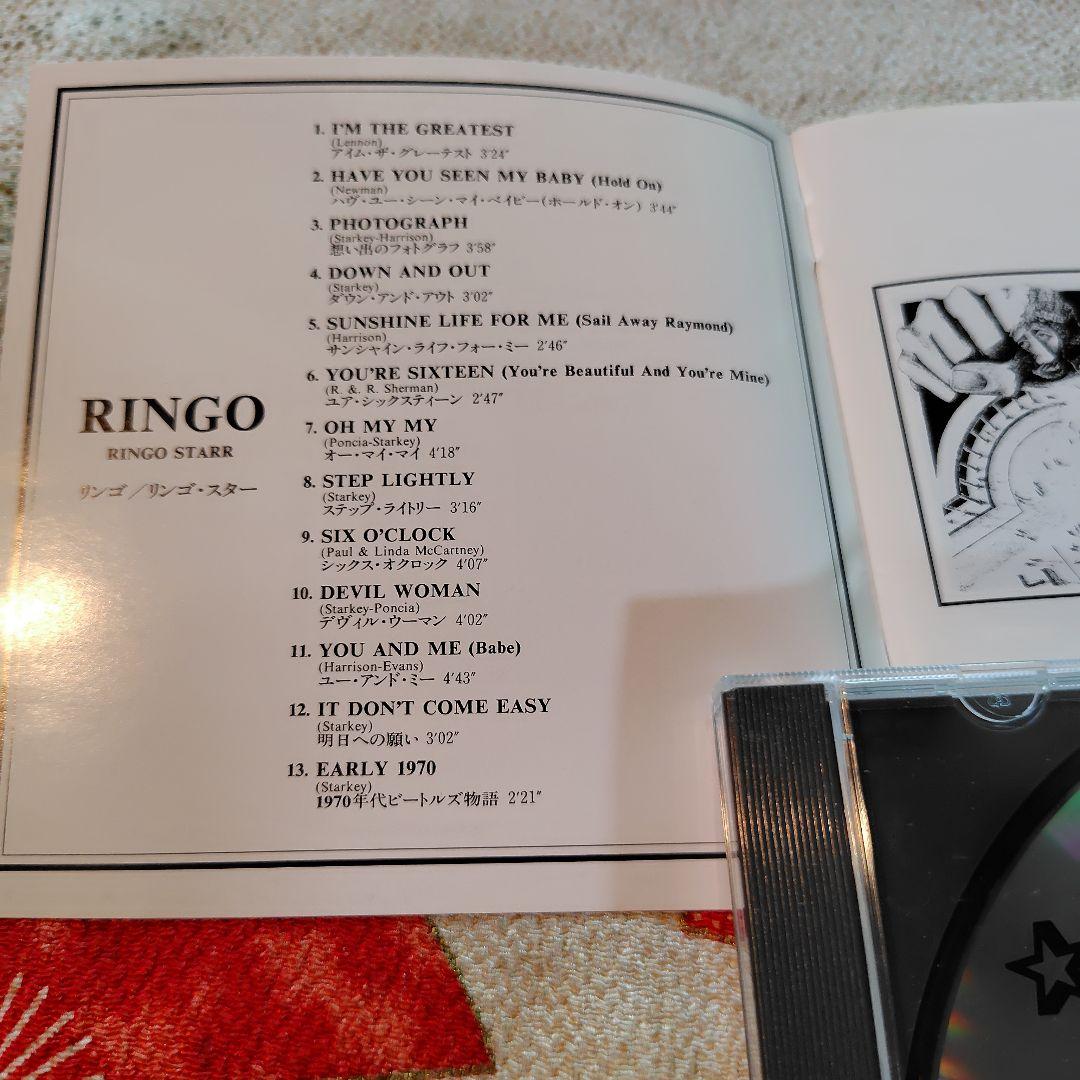 RINGO
RINGO STARR
リンゴ／リンゴ・スター
1. I'M THE GREATEST
(Lennon)
アイム・ザ・グレーテスト 3'24"
2. HAVE YOU SEEN MY BABY (Hold On)
(Newman)
ハヴ・ユー・シーン・マイ・ベイビー(ホールド・オン) 3'44"
3. PHOTOGRAPH
(Starkey-Harrison)
想い出のフォトグラフ 3'58"
4. DOWN AND OUT
(Starkey)
ダウン・アンド・アウト 3'02"
5. SUNSHINE LIFE FOR ME (Sail Away Raymond)
(Harrison)
サンシャイン・ライフ・フォー・ミー 2'46"
6. YOU'RE SIXTEEN (You're Beautiful And You're Mine)
(R. & R. Sherman)
ユア・シックスティーン 2'47"
7. OH MY MY
(Poncia-Starkey)
オー・マイ・マイ 4'18"
8. STEP LIGHTLY
(Starkey)
ステップ・ライトリー 3'16"
9. SIX O'CLOCK
(Paul & Linda McCartney)
シックス・オクロック 4'07"
10. DEVIL WOMAN
(Starkey-Poncia)
デヴィル・ウーマン 4'02"
11. YOU AND ME (Babe)
(Harrison-Evans)
ユー・アンド・ミー 4'43"
12. IT DON'T COME EASY
(Starkey)
明日への願い 3'02"
13. EARLY 1970
(Starkey)
1970年代ビートルズ物語 2'21"